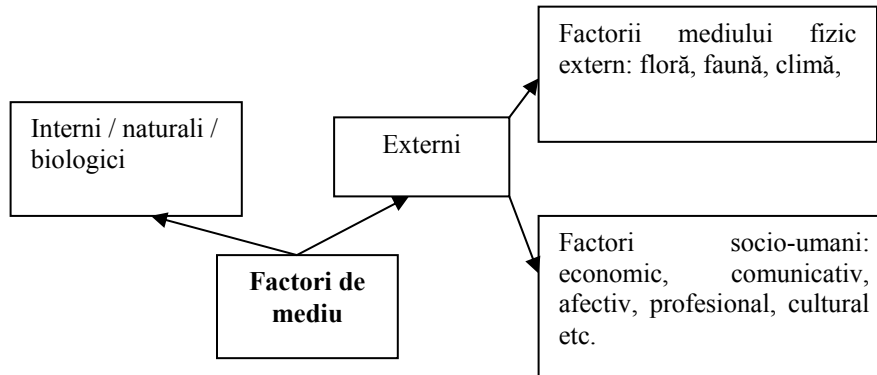 Factorii mediului fizic
extern: floră, faună, climă,
Interni / naturali /
biologici
Externi
Factori de
mediu
Factori socio-umani:
economic, comunicativ,
afectiv, profesional, cultural
etc.